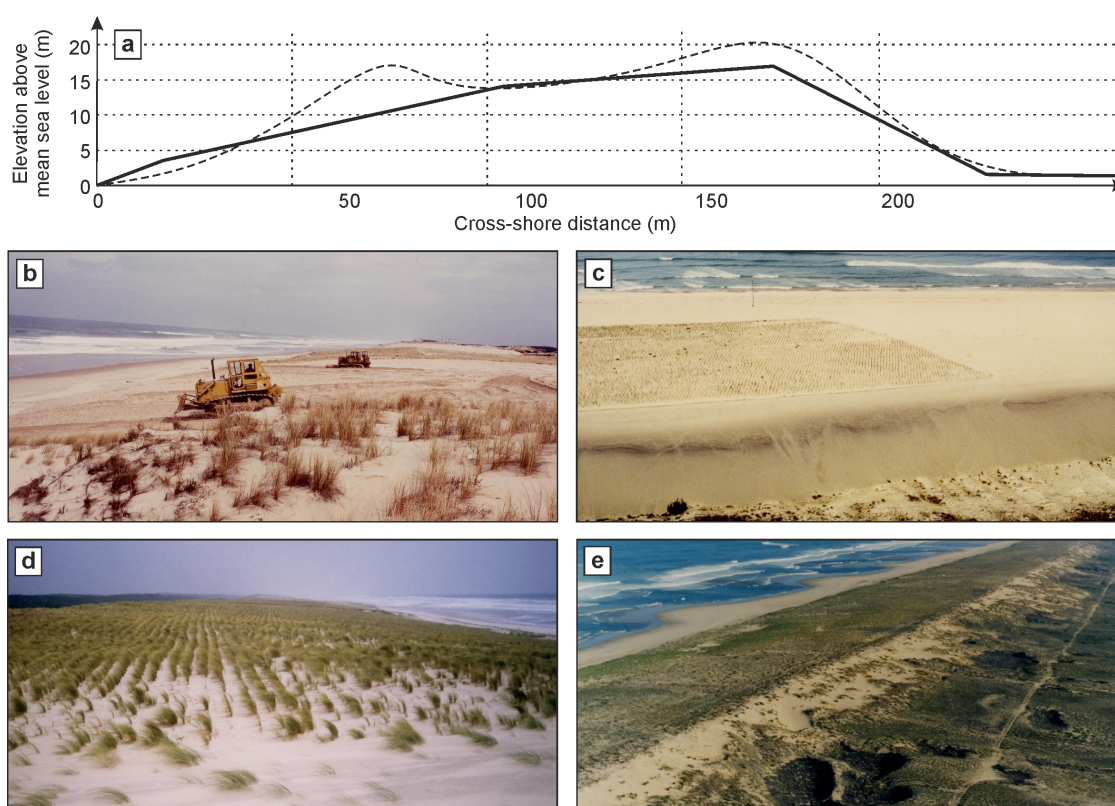 a
Elevation above
mean sea level (m)
20
15
10
5
0
0 50 100 150 200
Cross-shore distance (m)
b
c
d
e